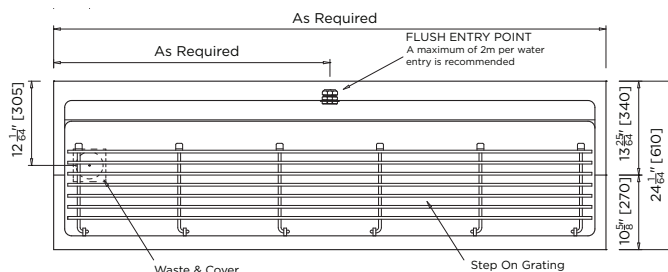 As Required
As Required
FLUSH ENTRY POINT
A maximum of 2m per water
entry is recommended
12 1/64" [305]
13 25/64" [340]
24 1/64" [610]
10 5/8" [270]
Waste & Cover
Step On Grating